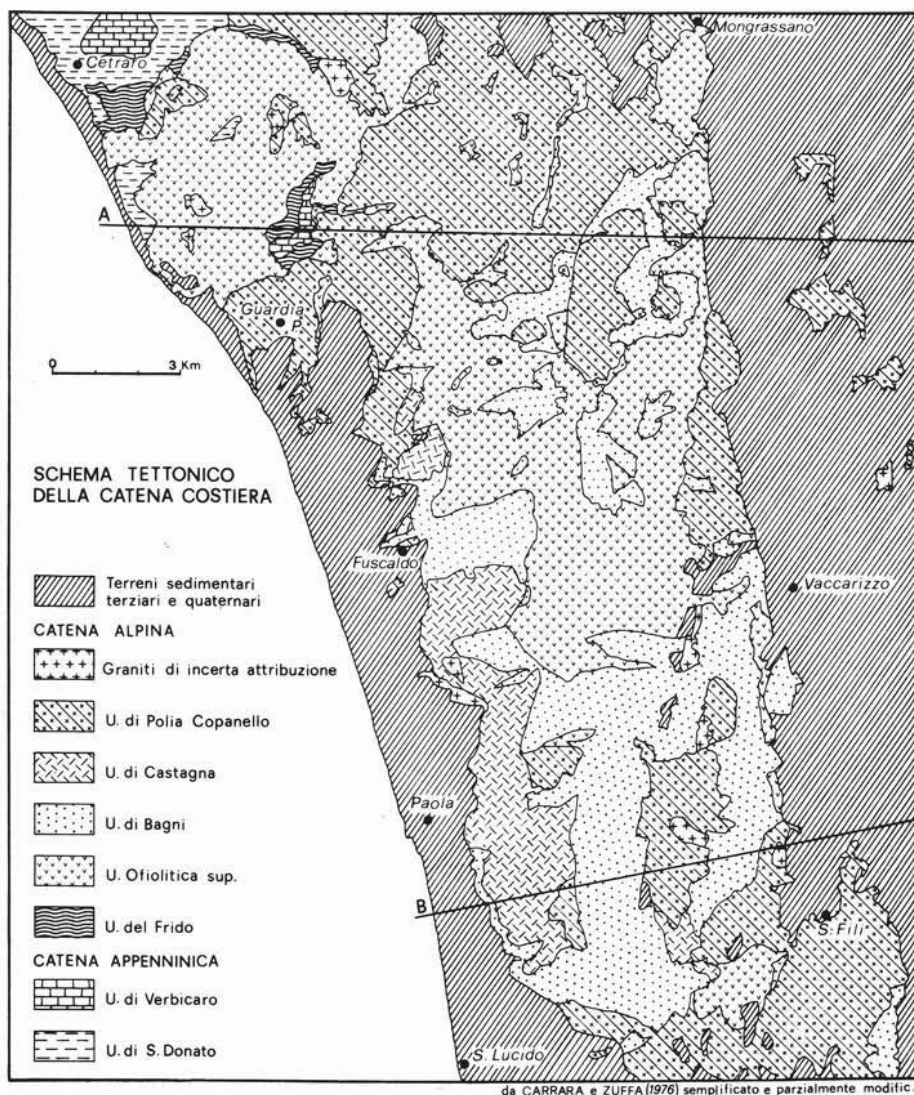 Mongrassano
Cetraro
A
Guardia
P.
0 3 Km
SCHEMA TETTONICO
DELLA CATENA COSTIERA
Fuscaldo
Vaccarizzo
Terreni sedimentari
terziari e quaternari
CATENA ALPINA
Graniti di incerta attribuzione
U. di Polia Copanello
U. di Castagna
Paola
U. di Bagni
U. Ofiolitica sup.
B
S. Fili
U. del Frido
CATENA APPENNINICA
U. di Verbicaro
U. di S. Donato
S. Lucido
da CARRARA e ZUFFA (1976) semplificato e parzialmente modific.